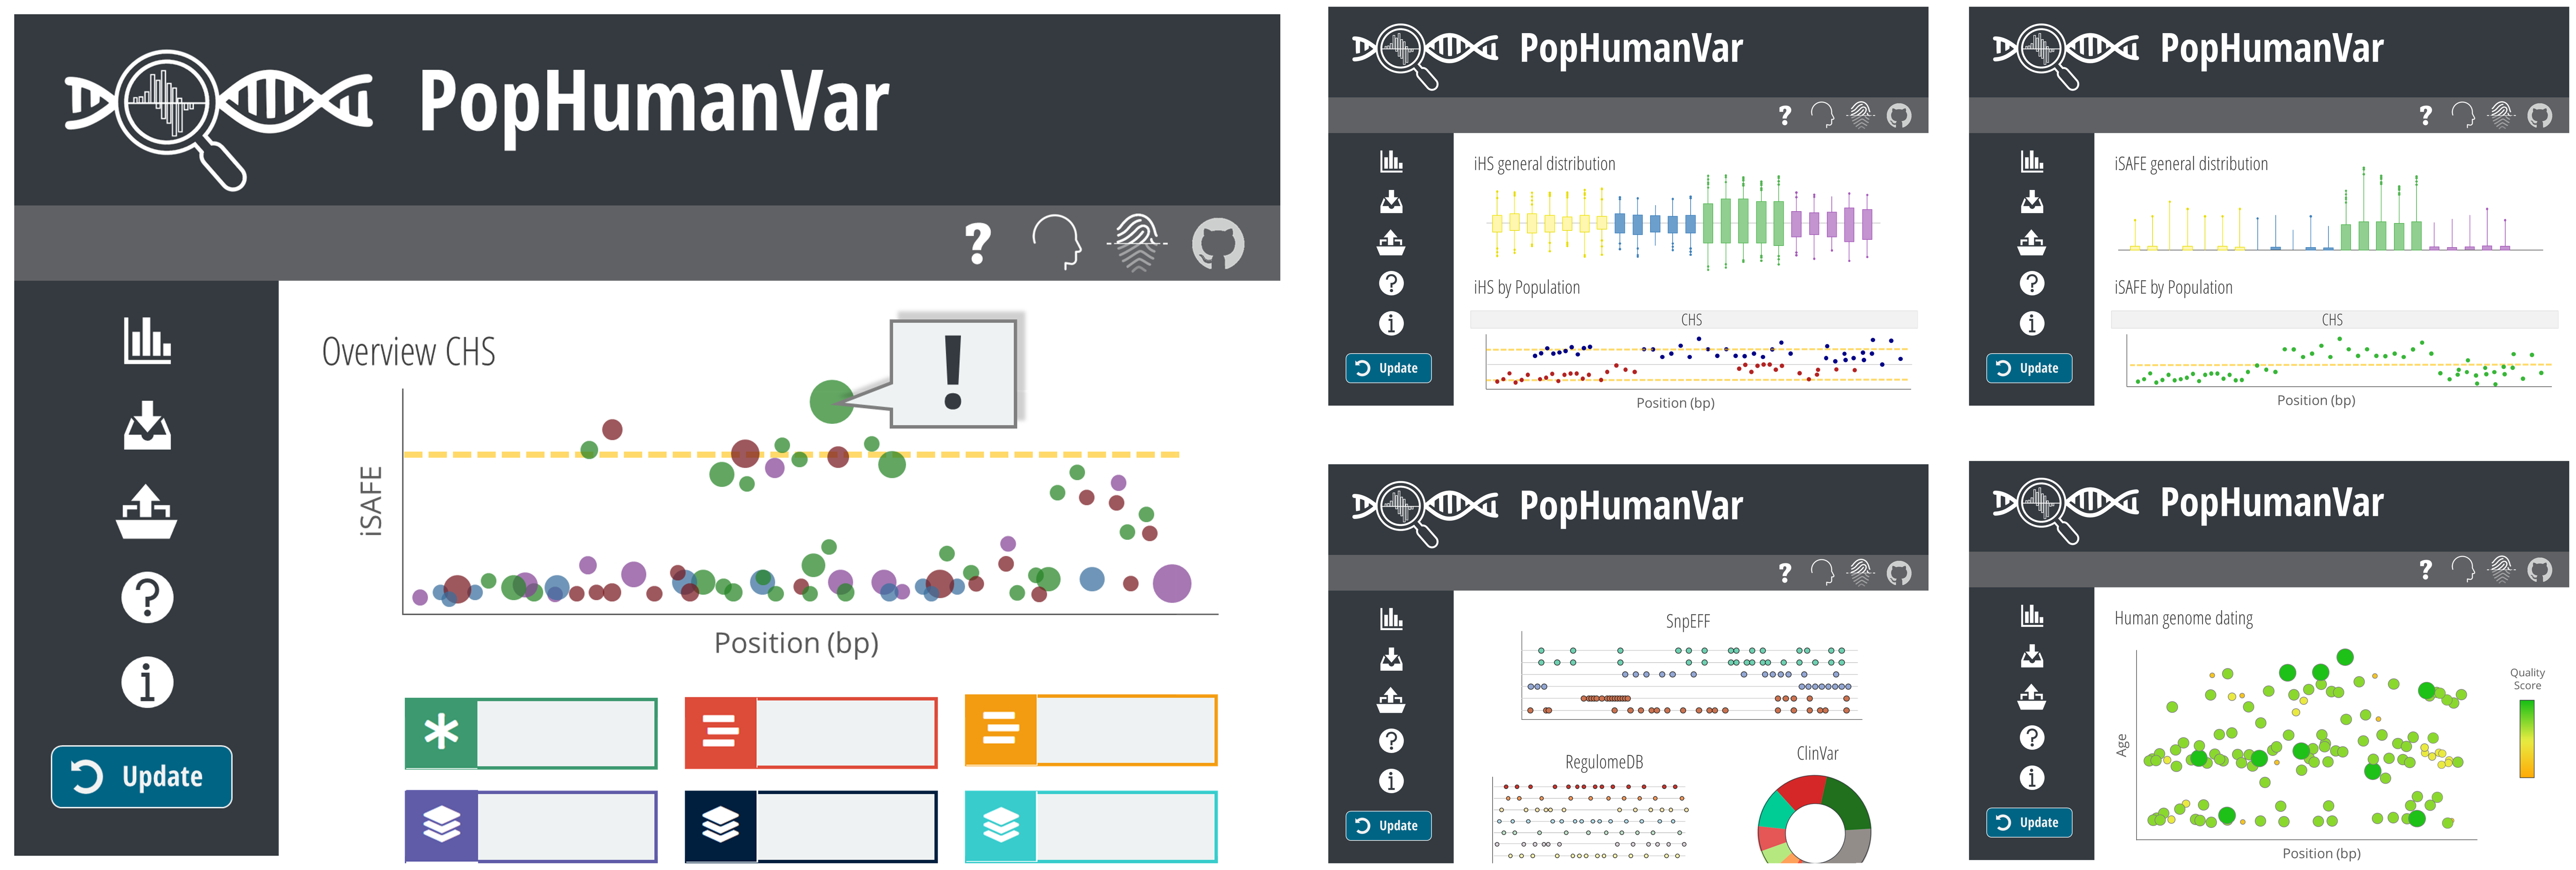 PopHumanVar
?
Overview CHS
!
iSAFE
Position (bp)
?
i
Update
PopHumanVar
?
iHS general distribution
iHS by Population
CHS
Position (bp)
?
i
Update
PopHumanVar
?
iSAFE general distribution
iSAFE by Population
CHS
Position (bp)
?
i
Update
PopHumanVar
?
SnpEFF
RegulomeDB
ClinVar
?
i
Update
PopHumanVar
?
Human genome dating
Quality
Score
Age
Position (bp)
?
i
Update